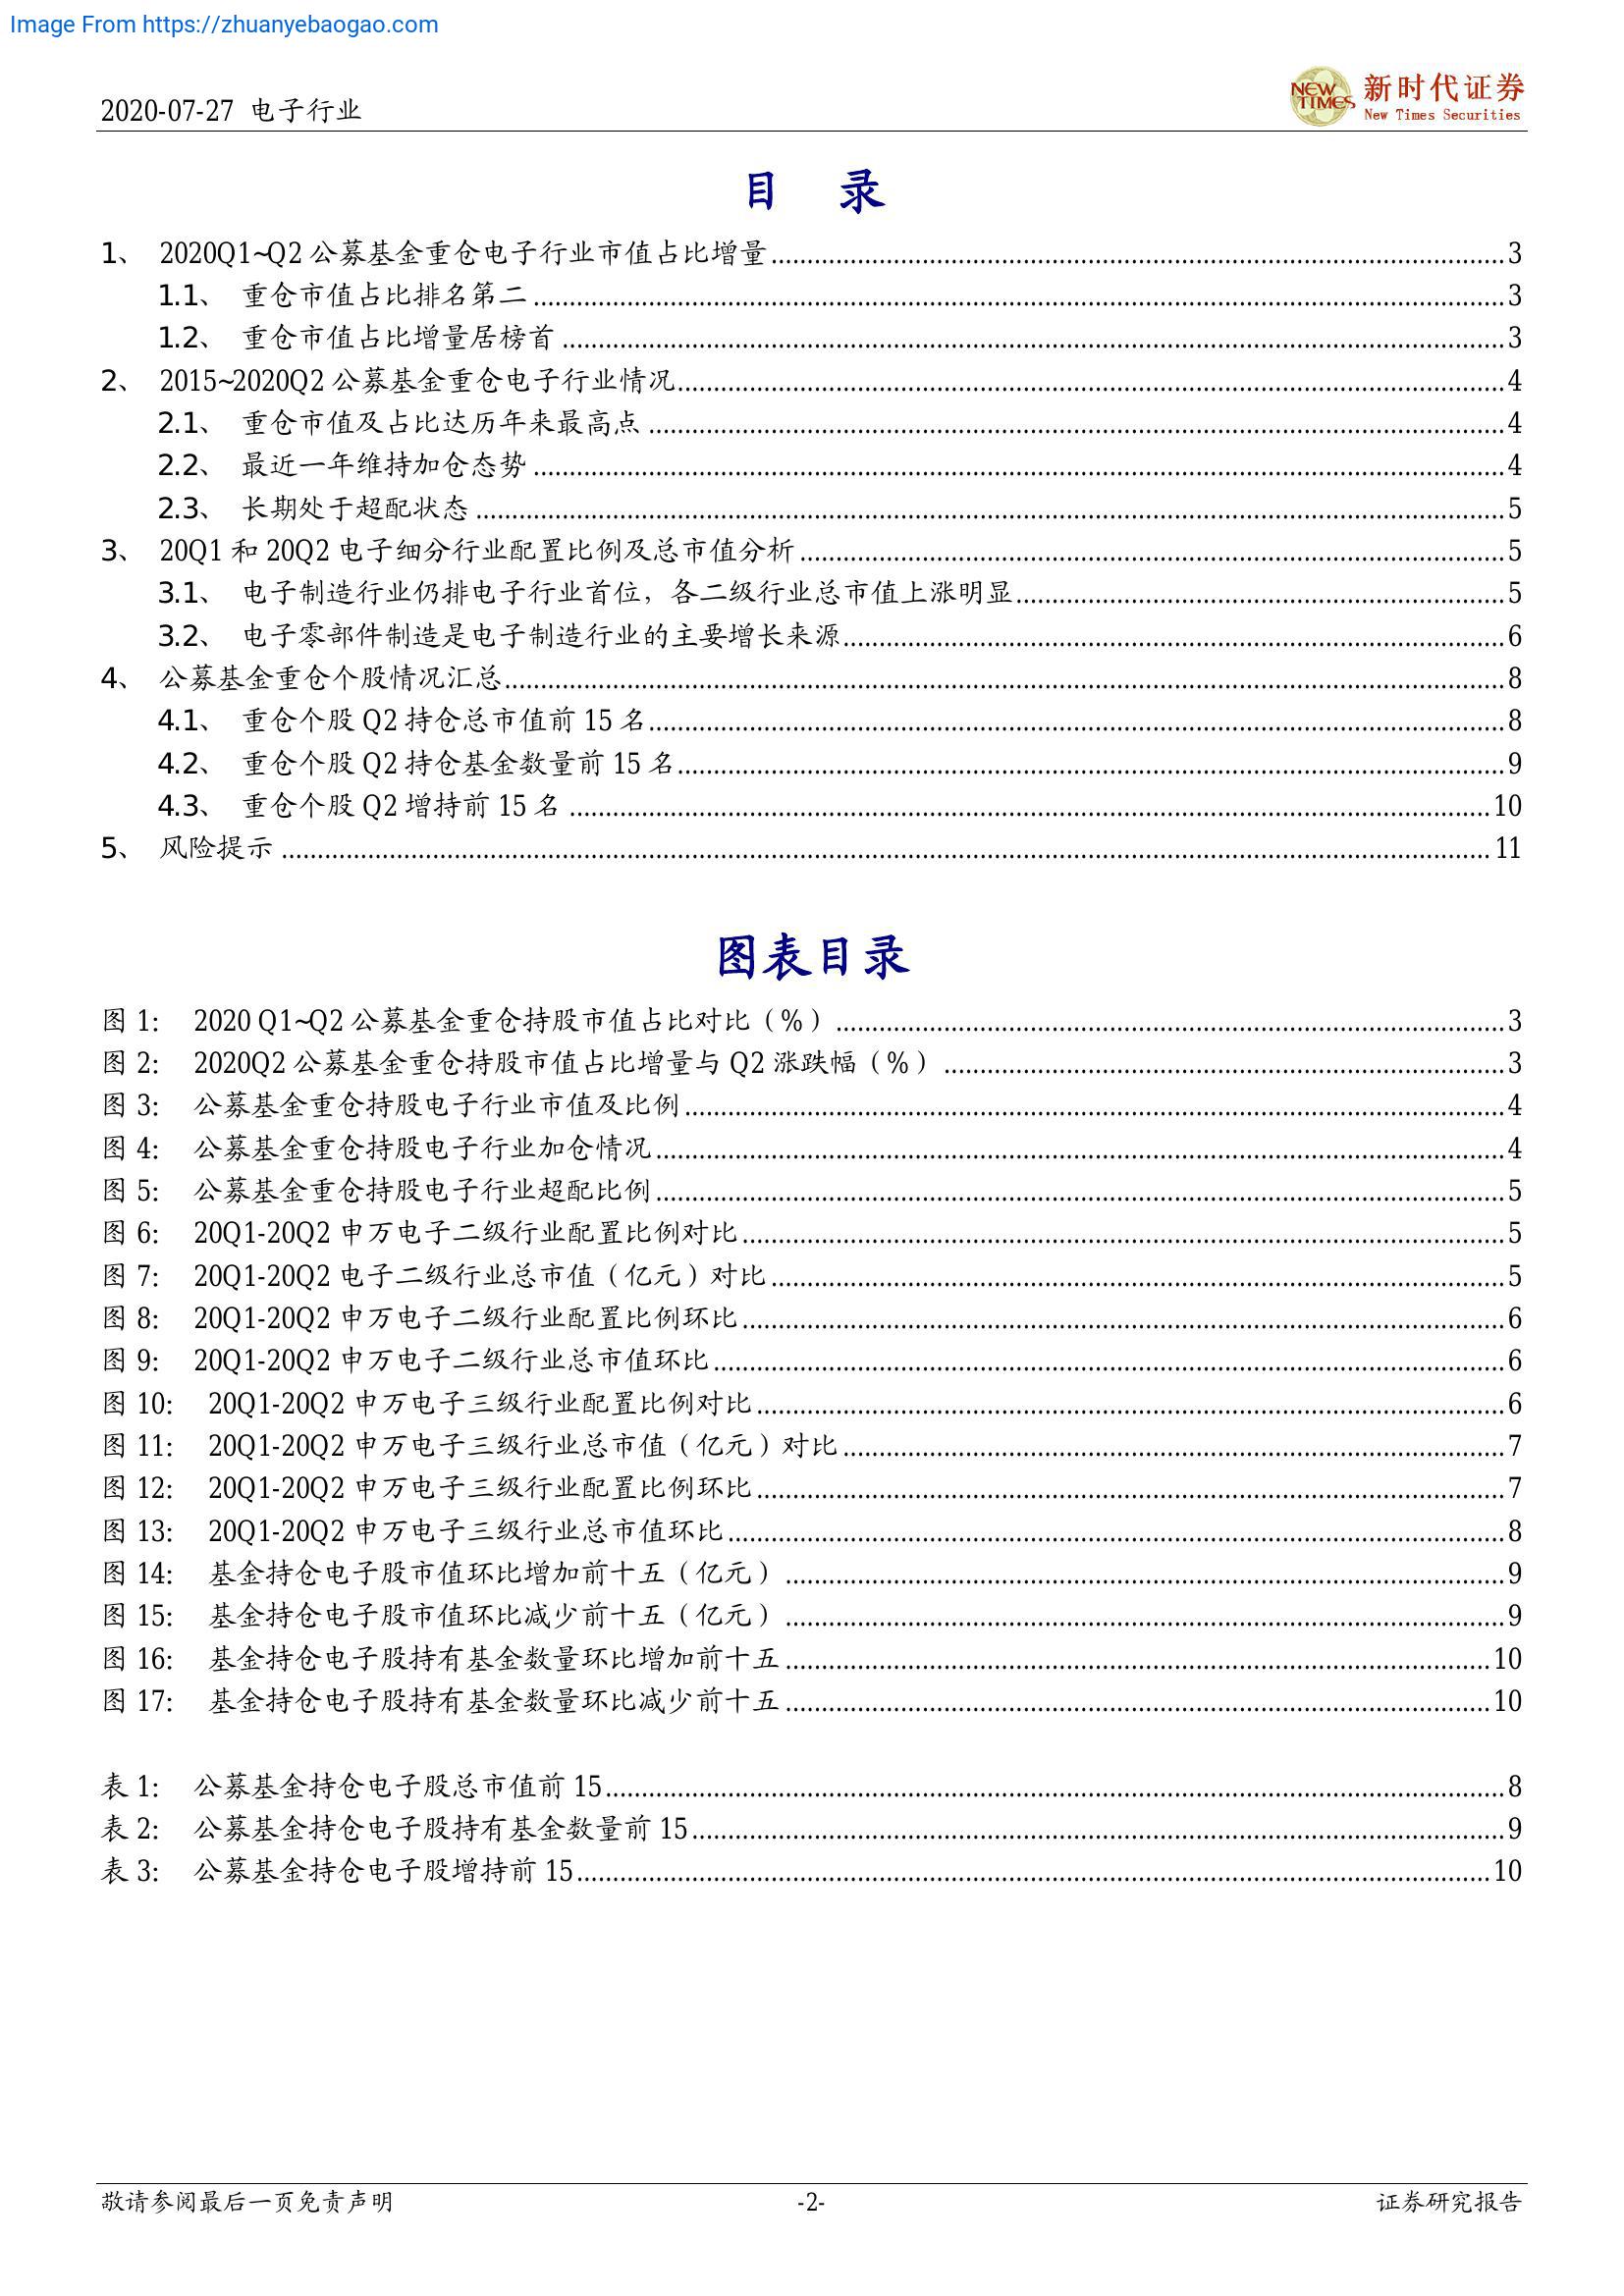 Image From https://zhuanyebaogao.com
2020-07-27 电子行业
NEW TIMES 新时代证券
New Times Securities
目 录
1、 2020Q1~Q2 公募基金重仓电子行业市值占比增量 3
1.1、 重仓市值占比排名第二 3
1.2、 重仓市值占比增量居榜首 3
2、 2015~2020Q2 公募基金重仓电子行业情况 4
2.1、 重仓市值及占比达历年来最高点 4
2.2、 最近一年维持加仓态势 4
2.3、 长期处于超配状态 5
3、 20Q1 和 20Q2 电子细分行业配置比例及总市值分析 5
3.1、 电子制造行业仍排电子行业首位，各二级行业总市值上涨明显 5
3.2、 电子零部件制造是电子制造行业的主要增长来源 6
4、 公募基金重仓个股情况汇总 8
4.1、 重仓个股 Q2 持仓总市值前 15 名 8
4.2、 重仓个股 Q2 持仓基金数量前 15 名 9
4.3、 重仓个股 Q2 增持前 15 名 10
5、 风险提示 11
图表目录
图 1: 2020 Q1~Q2 公募基金重仓持股市值占比对比（%） 3
图 2: 2020Q2 公募基金重仓持股市值占比增量与 Q2 涨跌幅（%） 3
图 3: 公募基金重仓持股电子行业市值及比例 4
图 4: 公募基金重仓持股电子行业加仓情况 4
图 5: 公募基金重仓持股电子行业超配比例 5
图 6: 20Q1-20Q2 申万电子二级行业配置比例对比 5
图 7: 20Q1-20Q2 电子二级行业总市值（亿元）对比 5
图 8: 20Q1-20Q2 申万电子二级行业配置比例环比 6
图 9: 20Q1-20Q2 申万电子二级行业总市值环比 6
图 10: 20Q1-20Q2 申万电子三级行业配置比例对比 6
图 11: 20Q1-20Q2 申万电子三级行业总市值（亿元）对比 7
图 12: 20Q1-20Q2 申万电子三级行业配置比例环比 7
图 13: 20Q1-20Q2 申万电子三级行业总市值环比 8
图 14: 基金持仓电子股市值环比增加前十五（亿元） 9
图 15: 基金持仓电子股市值环比减少前十五（亿元） 9
图 16: 基金持仓电子股持有基金数量环比增加前十五 10
图 17: 基金持仓电子股持有基金数量环比减少前十五 10
表 1: 公募基金持仓电子股总市值前 15 8
表 2: 公募基金持仓电子股持有基金数量前 15 9
表 3: 公募基金持仓电子股增持前 15 10
敬请参阅最后一页免责声明 -2- 证券研究报告